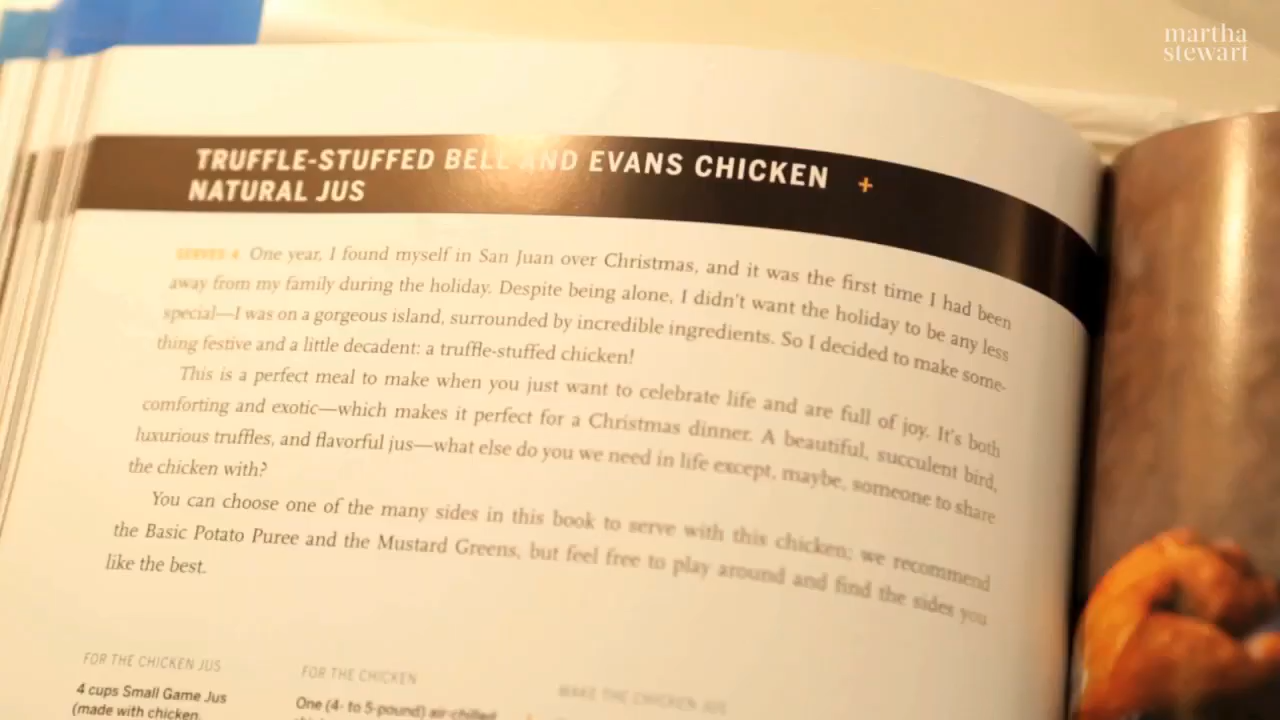 martha
stewart
TRUFFLE-STUFFED BELL AND EVANS CHICKEN +
NATURAL JUS
SERVES 4 One year, I found myself in San Juan over Christmas, and it was the first time I had been
away from my family during the holiday. Despite being alone, I didn't want the holiday to be any less
special—I was on a gorgeous island, surrounded by incredible ingredients. So I decided to make some-
thing festive and a little decadent: a truffle-stuffed chicken!
This is a perfect meal to make when you just want to celebrate life and are full of joy. It's both
comforting and exotic—which makes it perfect for a Christmas dinner. A beautiful, succulent bird,
luxurious truffles, and flavorful jus—what else do you we need in life except, maybe, someone to share
the chicken with?
You can choose one of the many sides in this book to serve with this chicken; we recommend
the Basic Potato Puree and the Mustard Greens, but feel free to play around and find the sides you
like the best.
FOR THE CHICKEN JUS
4 cups Small Game Jus
(made with chicken,
FOR THE CHICKEN
One (4- to 5-pound) air-chilled
MAKE THE CHICKEN JUS